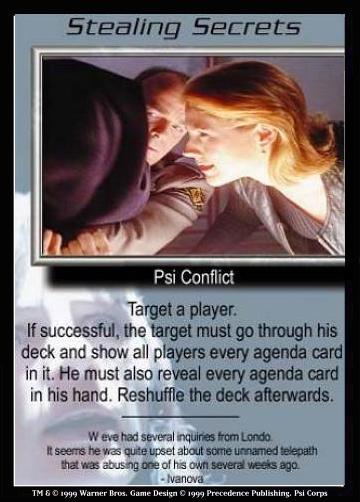 Stealing Secrets
Psi Conflict
Target a player.
If successful, the target must go through his
deck and show all players every agenda card
in it. He must also reveal every agenda card
in his hand. Reshuffle the deck afterwards.
W eve had several inquiries from Londo.
It seems he was quite upset about some unnamed telepath
that was abusing one of his own several weeks ago.
- Ivanova
TM & © 1999 Warner Bros. Game Design © 1999 Precedence Publishing. Psi Corps